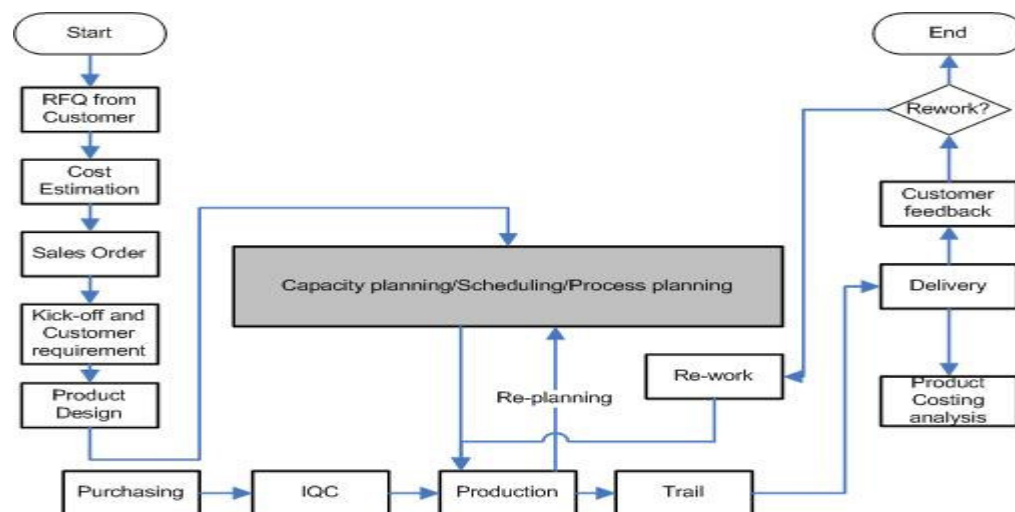 Start
RFQ from
Customer
Cost
Estimation
Sales Order
Kick-off and
Customer
requirement
Product
Design
Capacity planning/Scheduling/Process planning
Re-planning
Re-work
Purchasing
IQC
Production
Trail
Delivery
Customer
feedback
Product
Costing
analysis
Rework?
End